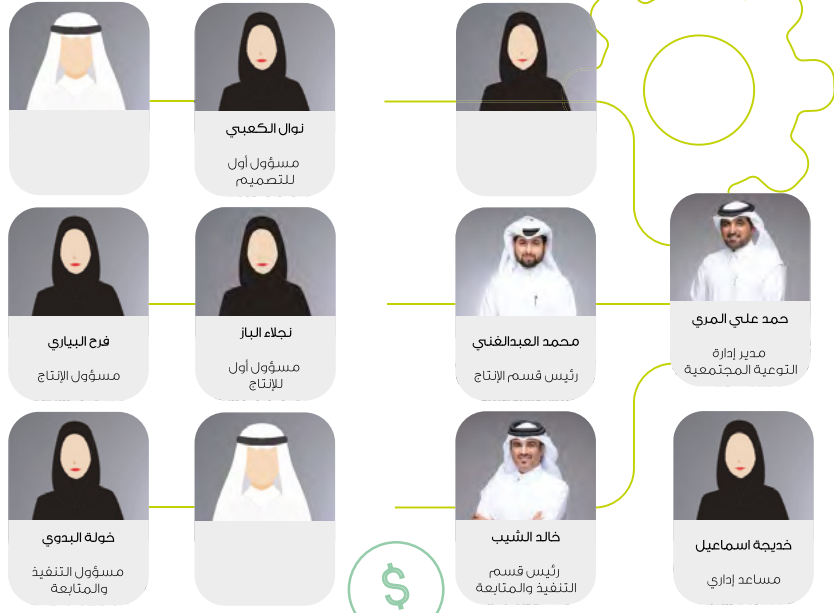 نوال الكعبي
مسؤول أول
للتصميم
حمد علي المري
مدير إدارة
التوعية المجتمعية
محمد العبدالغني
رئيس قسم الإنتاج
نجلاء الباز
مسؤول أول
للإنتاج
فرح البياري
مسؤول الإنتاج
خديجة اسماعيل
مساعد إداري
خالد الشيب
رئيس قسم
التنفيذ والمتابعة
خولة البدوي
مسؤول التنفيذ
والمتابعة
$